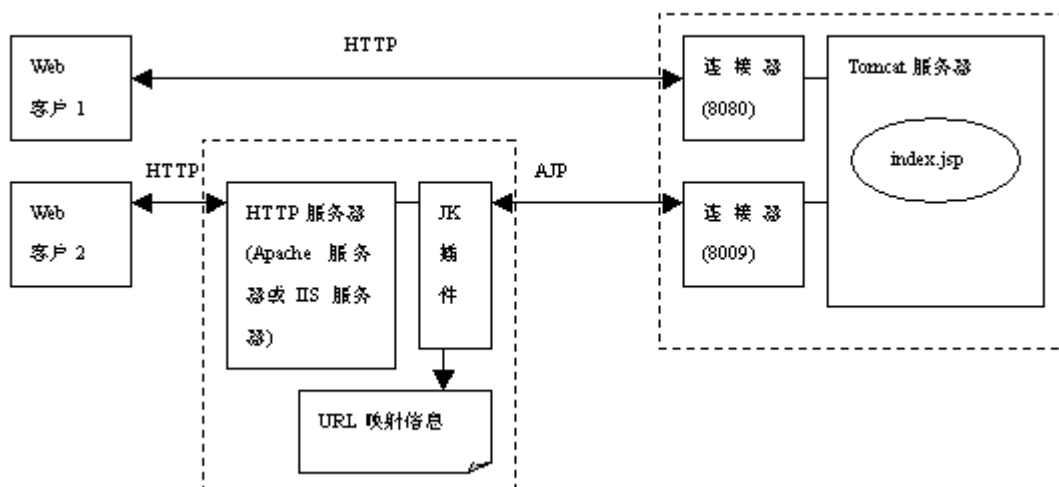 HTTP
Web
客户 1
连接器
(8080)
Tomcat 服务器
index.jsp
HTTP
AJP
Web
客户 2
HTTP 服务器
(Apache 服务
器或 IIS 服务
器)
JK
插
件
连接器
(8009)
URL 映射信息